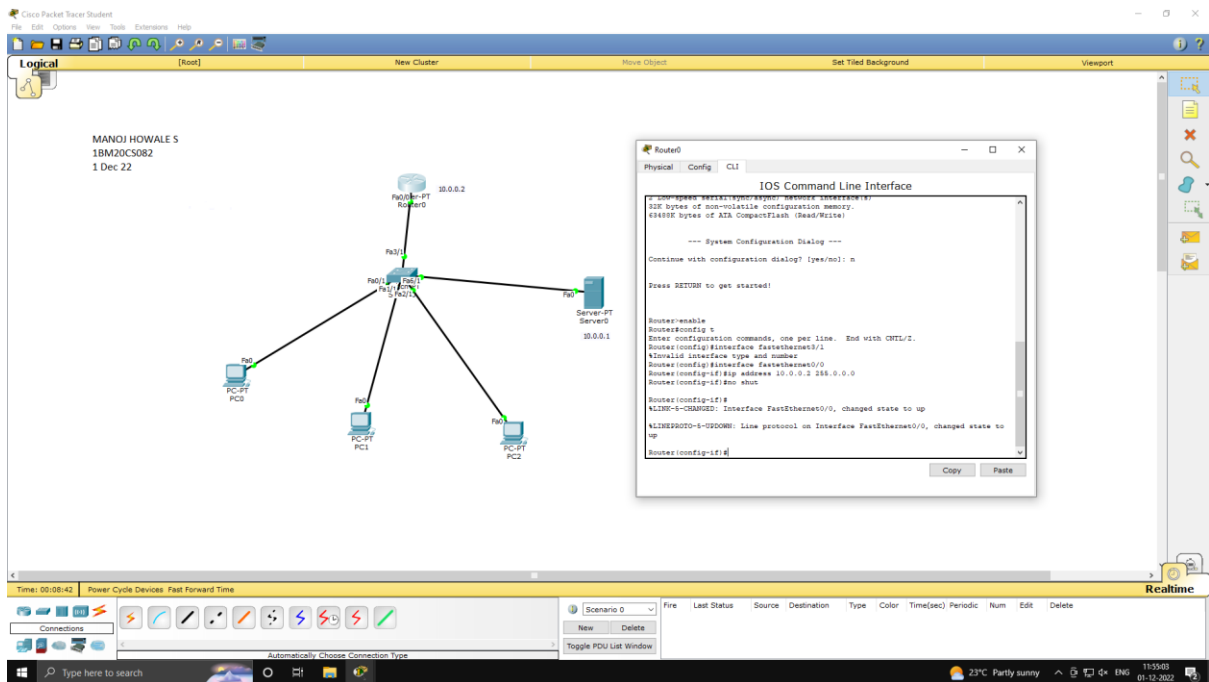 Cisco Packet Tracer Student
File Edit Options View Tools Extensions Help
Logical [Root] New Cluster Move Object Set Tiled Background Viewport
MANOJ HOWALE S
1BM20CS082
1 Dec 22
10.0.0.2
Router0
Fa3/1
Fa0/1 Fa6/1
Fa2/1
Fa0
Server-PT
Server0
10.0.0.1
Fa0
PC-PT
PC0
Fa0
PC-PT
PC1
Fa0
PC-PT
PC2
Router0
Physical Config CLI
IOS Command Line Interface
2 Low-speed serial(sync/async) network interface(s)
32K bytes of non-volatile configuration memory.
63488K bytes of ATA CompactFlash (Read/Write)
--- System Configuration Dialog ---
Continue with configuration dialog? [yes/no]: n
Press RETURN to get started!
Router>enable
Router#config t
Enter configuration commands, one per line. End with CNTL/Z.
Router(config)#interface fastethernet3/1
%Invalid interface type and number
Router(config)#interface fastethernet0/0
Router(config-if)#ip address 10.0.0.2 255.0.0.0
Router(config-if)#no shut
Router(config-if)#
%LINK-5-CHANGED: Interface FastEthernet0/0, changed state to up
%LINEPROTO-5-UPDOWN: Line protocol on Interface FastEthernet0/0, changed state to
up
Router(config-if)#
Copy Paste
Time: 00:08:42 Power Cycle Devices Fast Forward Time Realtime
Connections
Automatically Choose Connection Type
Scenario 0
New Delete
Toggle PDU List Window
Fire Last Status Source Destination Type Color Time(sec) Periodic Num Edit Delete
Type here to search
23°C Partly sunny ENG 11:55:03
01-12-2022